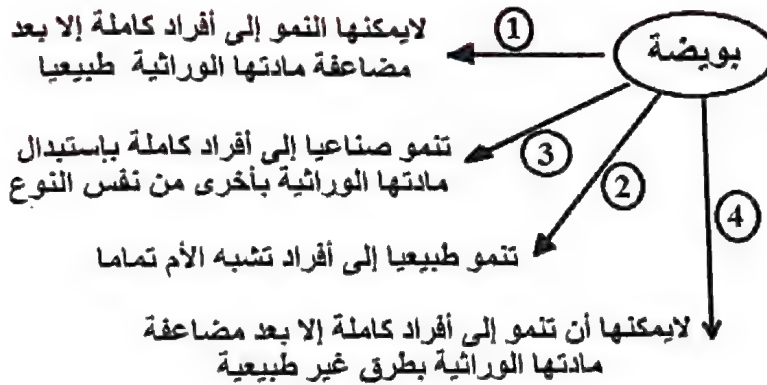 بويضة
①
لايمكنها النمو إلى أفراد كاملة إلا بعد
مضاعفة مادتها الوراثية طبيعيا
③
تنمو صناعيا إلى أفراد كاملة بإستبدال
مادتها الوراثية بأخرى من نفس النوع
②
تنمو طبيعيا إلى أفراد تشبه الأم تماما
④
لايمكنها أن تنمو إلى أفراد كاملة إلا بعد مضاعفة
مادتها الوراثية بطرق غير طبيعية